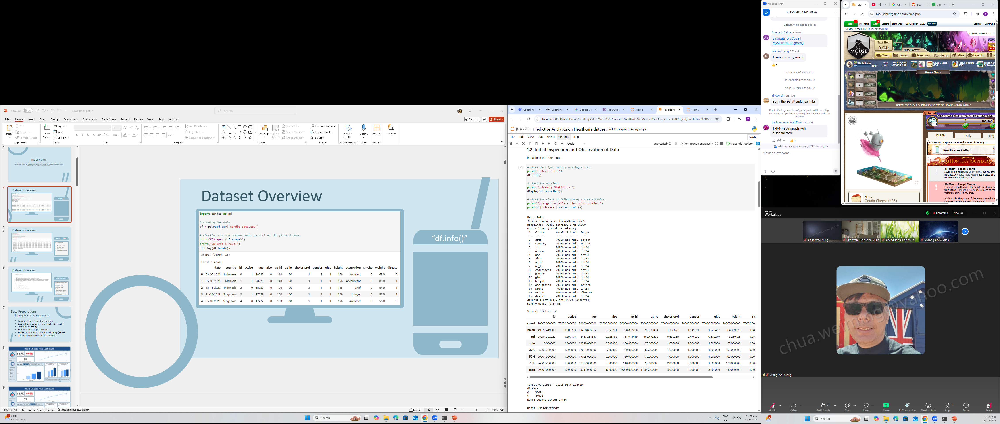 AutoSave Off Powerpoint.pptx
Search
File Home Insert Draw Design Transitions Animations Slide Show Record Review View Help Acrobat
Record Share
Paste Cut Copy Format Painter
Clipboard
New Slide Layout Reset Section
Slides
Font
Text Direction Align Text Convert to SmartArt
Paragraph
Arrange Quick Styles Shape Fill Shape Outline Shape Effects
Drawing
Find and Replace Replace Fonts Select
Editing
Create a PDF
Adobe Acrobat
Dictate
Voice
Add-ins
Add-ins
Designer
3
The Objective:
4
Dataset Overview
5
Dataset Overview
6
Dataset Overview
7
Data Preparation:
Cleaning & Feature Engineering
• Converted `age` from days to years
• Created `bmi` column from `height` & `weight`
• Created bins for `age`
• Removed physiological outliers
• 68699 records intact after data cleaning (98.1%)
• Data ready for dashboard & modeling
8
Heart Disease Risk Dashboard
68.7K 49.5%
55
9
Heart Disease Risk Dashboard
68.7K 49.5%
55
Dataset Overview
import pandas as pd
# loading the data.
df = pd.read_csv('cardio_data.csv')
# checking row and column count as well as the first 5 rows.
print(f"Shape: {df.shape}")
print("\nFirst 5 rows:")
display(df.head())
Shape: (70000, 16)
First 5 rows:
date country id active age alco ap_hi ap_lo cholesterol gender gluc height occupation smoke weight disease
0 03-05-2021 Indonesia 0 1 18393 0 110 80 1 2 1 168 Architect 0 62.0 0
1 05-08-2021 Malaysia 1 1 20228 0 140 90 3 1 1 156 Accountant 0 85.0 1
2 13-11-2022 Indonesia 2 0 18857 0 130 70 3 1 1 165 Chef 0 64.0 1
3 31-10-2018 Singapore 3 1 17623 0 150 100 1 2 1 169 Lawyer 0 82.0 1
4 25-09-2020 Singapore 4 0 17474 0 100 60 1 1 1 156 Architect 0 56.0 0
“df.info()”
Slide 4 of 58 English (United States) Accessibility: Investigate
Notes 150%
30°C
Partly sunny
Search
ENG
US
11:26 am
22/7/2025
Capstone Capstone Google Ge Free Goog Home Predictive Home
localhost:8888/notebooks/Desktop/SCTP%20-%20Associate%20Data%20Analyst%20Capstone%20Project/Predictive%20A...
jupyter Predictive Analytics on Healthcare dataset Last Checkpoint: 4 days ago
File Edit View Run Kernel Settings Help
Trusted
Code
JupyterLab Python [conda env:base] * Anaconda Toolbox
1.2: Initial Inspection and Observation of Data
Initial look into the data:
[2]:
# check data type and any missing values.
print("\nBasic Info:")
df.info()
# check for outliers
print("\nSummary Statistics:")
display(df.describe())
# check for class distribution of target variable.
print("\nTarget Variable - Class Distribution:")
print(df['disease'].value_counts())
Basic Info:
<class 'pandas.core.frame.DataFrame'>
RangeIndex: 70000 entries, 0 to 69999
Data columns (total 16 columns):
# Column Non-Null Count Dtype
--- ------ -------------- -----
0 date 70000 non-null object
1 country 70000 non-null object
2 id 70000 non-null int64
3 active 70000 non-null int64
4 age 70000 non-null int64
5 alco 70000 non-null int64
6 ap_hi 70000 non-null int64
7 ap_lo 70000 non-null int64
8 cholesterol 70000 non-null int64
9 gender 70000 non-null int64
10 gluc 70000 non-null int64
11 height 70000 non-null int64
12 occupation 70000 non-null object
13 smoke 70000 non-null int64
14 weight 70000 non-null float64
15 disease 70000 non-null int64
dtypes: float64(1), int64(12), object(3)
memory usage: 8.5+ MB
Summary Statistics:
id active age alco ap_hi ap_lo cholesterol gender gluc height sm
count 70000.000000 70000.000000 70000.000000 70000.000000 70000.000000 70000.000000 70000.000000 70000.000000 70000.000000 70000.000000 70000.00
mean 49972.419900 0.803729 19468.865814 0.053771 128.817286 96.630414 1.366871 1.349571 1.226457 164.359229 0.08
std 28851.302323 0.397179 2467.251667 0.225568 154.011419 188.472530 0.680250 0.476838 0.572270 8.210126 0.28
min 0.000000 0.000000 10798.000000 0.000000 -150.000000 -70.000000 1.000000 1.000000 1.000000 55.000000 0.00
25% 25006.750000 1.000000 17664.000000 0.000000 120.000000 80.000000 1.000000 1.000000 1.000000 159.000000 0.00
50% 50001.500000 1.000000 19703.000000 0.000000 120.000000 80.000000 1.000000 1.000000 1.000000 165.000000 0.00
75% 74889.250000 1.000000 21327.000000 0.000000 140.000000 90.000000 2.000000 2.000000 1.000000 170.000000 0.00
max 99999.000000 1.000000 23713.000000 1.000000 16020.000000 11000.000000 3.000000 2.000000 3.000000 250.000000 1.00
Target Variable - Class Distribution:
disease
0 35021
1 34979
Name: count, dtype: int64
Initial Observation:
Meeting chat
VLC-SCADF11-25-0654
Eleanor Ang joined as a guest
Amaresh Sahoo 9:28 AM
AS
Singpass QR Code |
MySkillsFuture.gov.sg
Pek Joo Seng 9:29 AM
P
Thank you very much
1
Lochumuman MalaDevi left
Rose Chan joined as a guest
Yi Xue Lim joined as a guest
Yi Xue Lim 9:57 AM
Sorry the SG attendance link?
Due to the large number of participants in this meeting,
system messages for those who joined or left have been
disabled
Lochumuman MalaDevi 10:01 AM
THANKS Amaresh, wifi
disconnected
1
Who can see your messages? Recording on
Message everyone
mousehuntgame.com/camp.php
Inbox 1 My Profile Gifts 5 Discord Item Shop SUPER|brie+: 3,012 Get More Settings Communit
NEWS: Need help? Check out the FAQ!
Hunters Online: 7,715
MOUSE
HUNT
Next Hunt
6:20
Fungal Cavern
Camp Travel Inventory Shops Mice Friends
Grand Duke
18%
Gold 19,162,180
Points 467,053,428
Gouda Cheese
436
Festive Ultimate ...
226
Fungal Cav
3 Remai
Cavern Mouth
0 ARM
0 ARM
0 ARM
0 ARM
Normal bait is used to gather ingredients for Glowing Gruyere Cheese
Ended!
All Chrome Bits recovered! Exchange then
374
200/200
Journal Daily Larry'
MY ADVENTURE: Capture the Grand Master of the Dojo
Repair the second battery
Hunter's Journal
11:18am - Fungal Cavern
I went on a hunt with Cheryl Mmy, but my effo
fruitless. A Mouldy Mole Mouse ate a piece of c
without setting off my trap.
10:50am - Fungal Cavern
I sounded the Hunter's Horn, but my efforts w
fruitless. A Lumahead Mouse ate a piece of che
without setting off my trap.
Additionally, the power of this mouse crippled m
courage, setting me back 5,364 points!
Cheese
Gouda Cheese (436)
zoom
Workplace
Recording View
Chua Wee Ming
Lim Wen Xuan Jacqueline
Cheryl Tan Geok Kwee
Woong Chew Yuan
chua.weiming@yahoo.com
Wong Wai Meng
Audio Video Participants 21 Chat React Share AI Companion Meeting info Apps 1 More Leave
Search
11:26 am
22/7/2025